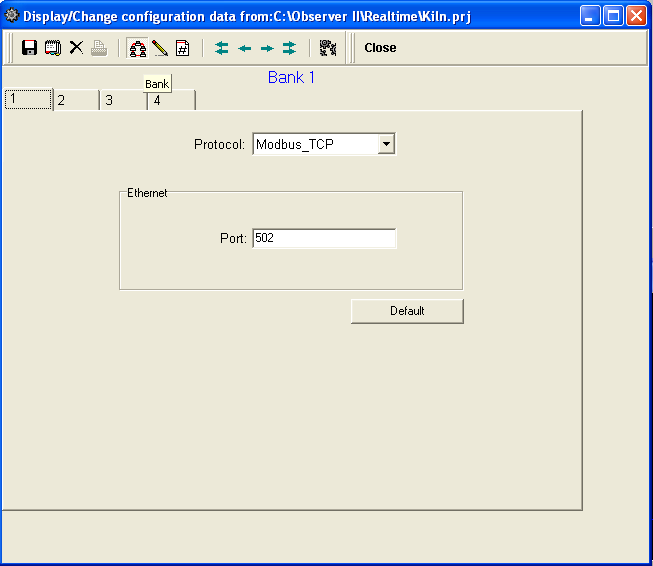 Display/Change configuration data from:C:\Observer II\Realtime\Kiln.prj
Close
Bank 1
Bank
1 2 3 4
Protocol: Modbus_TCP
Ethernet
Port: 502
Default